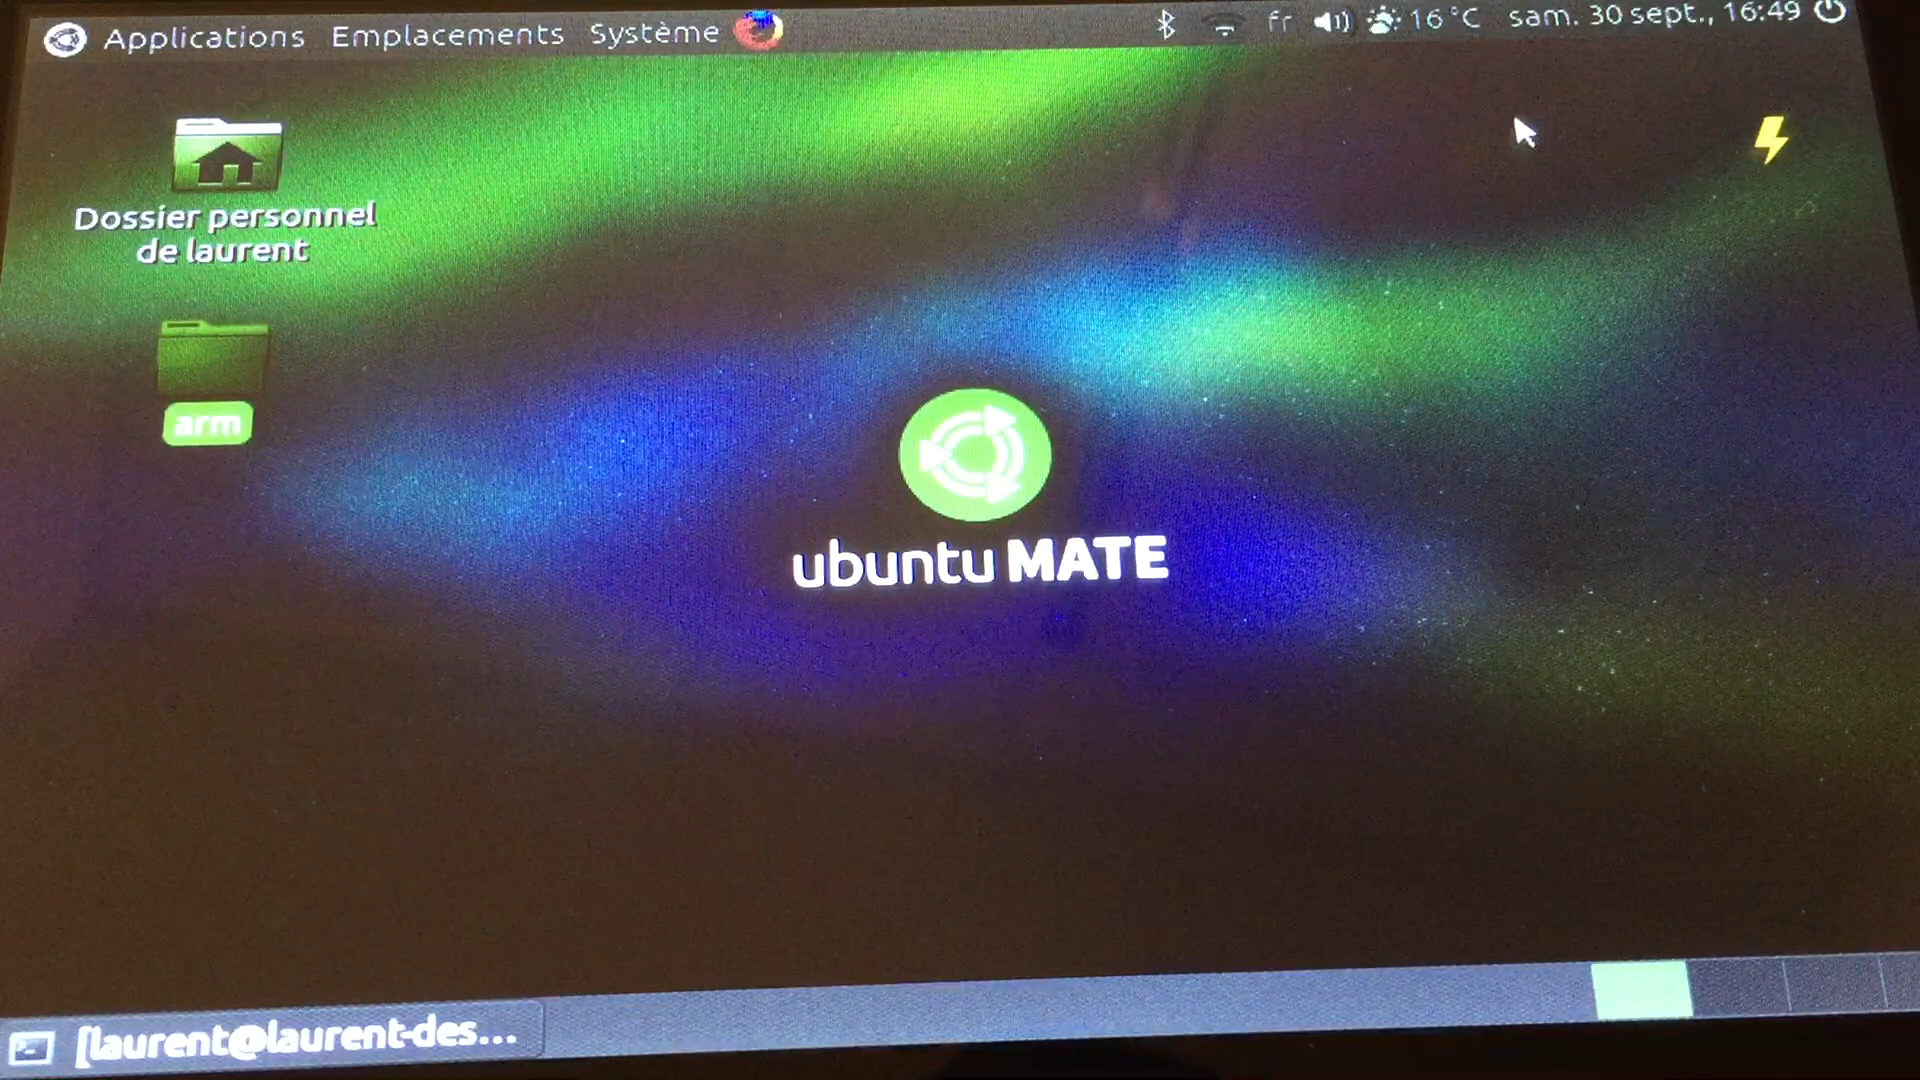 Applications Emplacements Système fr 16 °C sam. 30 sept., 16:49
Dossier personnel
de laurent
arm
ubuntu MATE
[laurent@laurent-des...